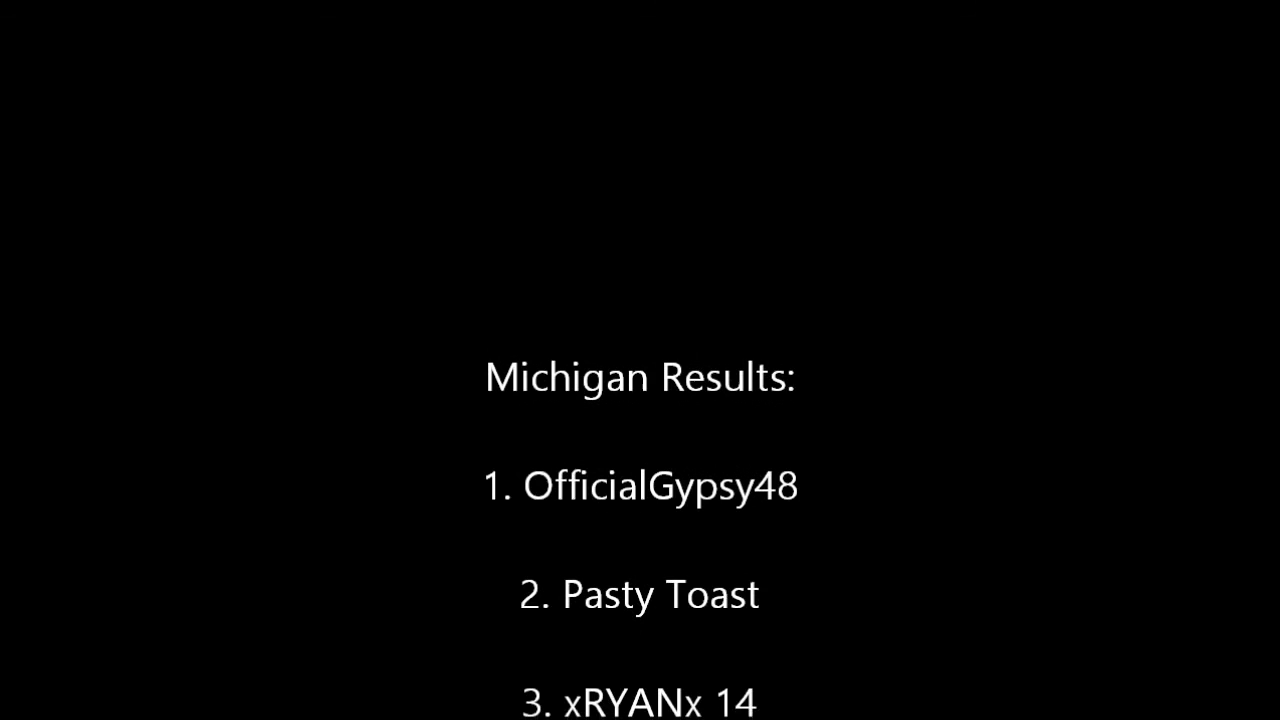 Michigan Results:
1. OfficialGypsy48
2. Pasty Toast
3. xRYANx 14